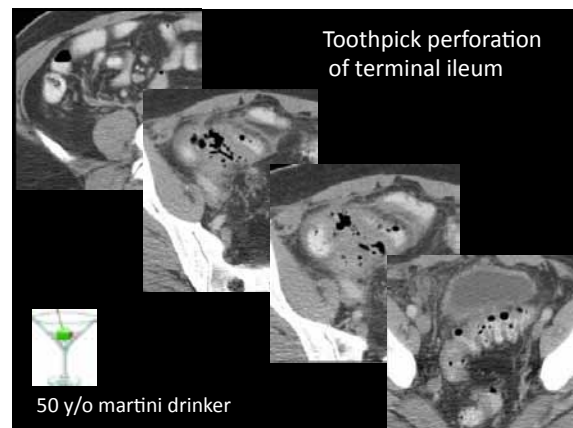 Toothpick perforation
of terminal ileum
50 y/o martini drinker